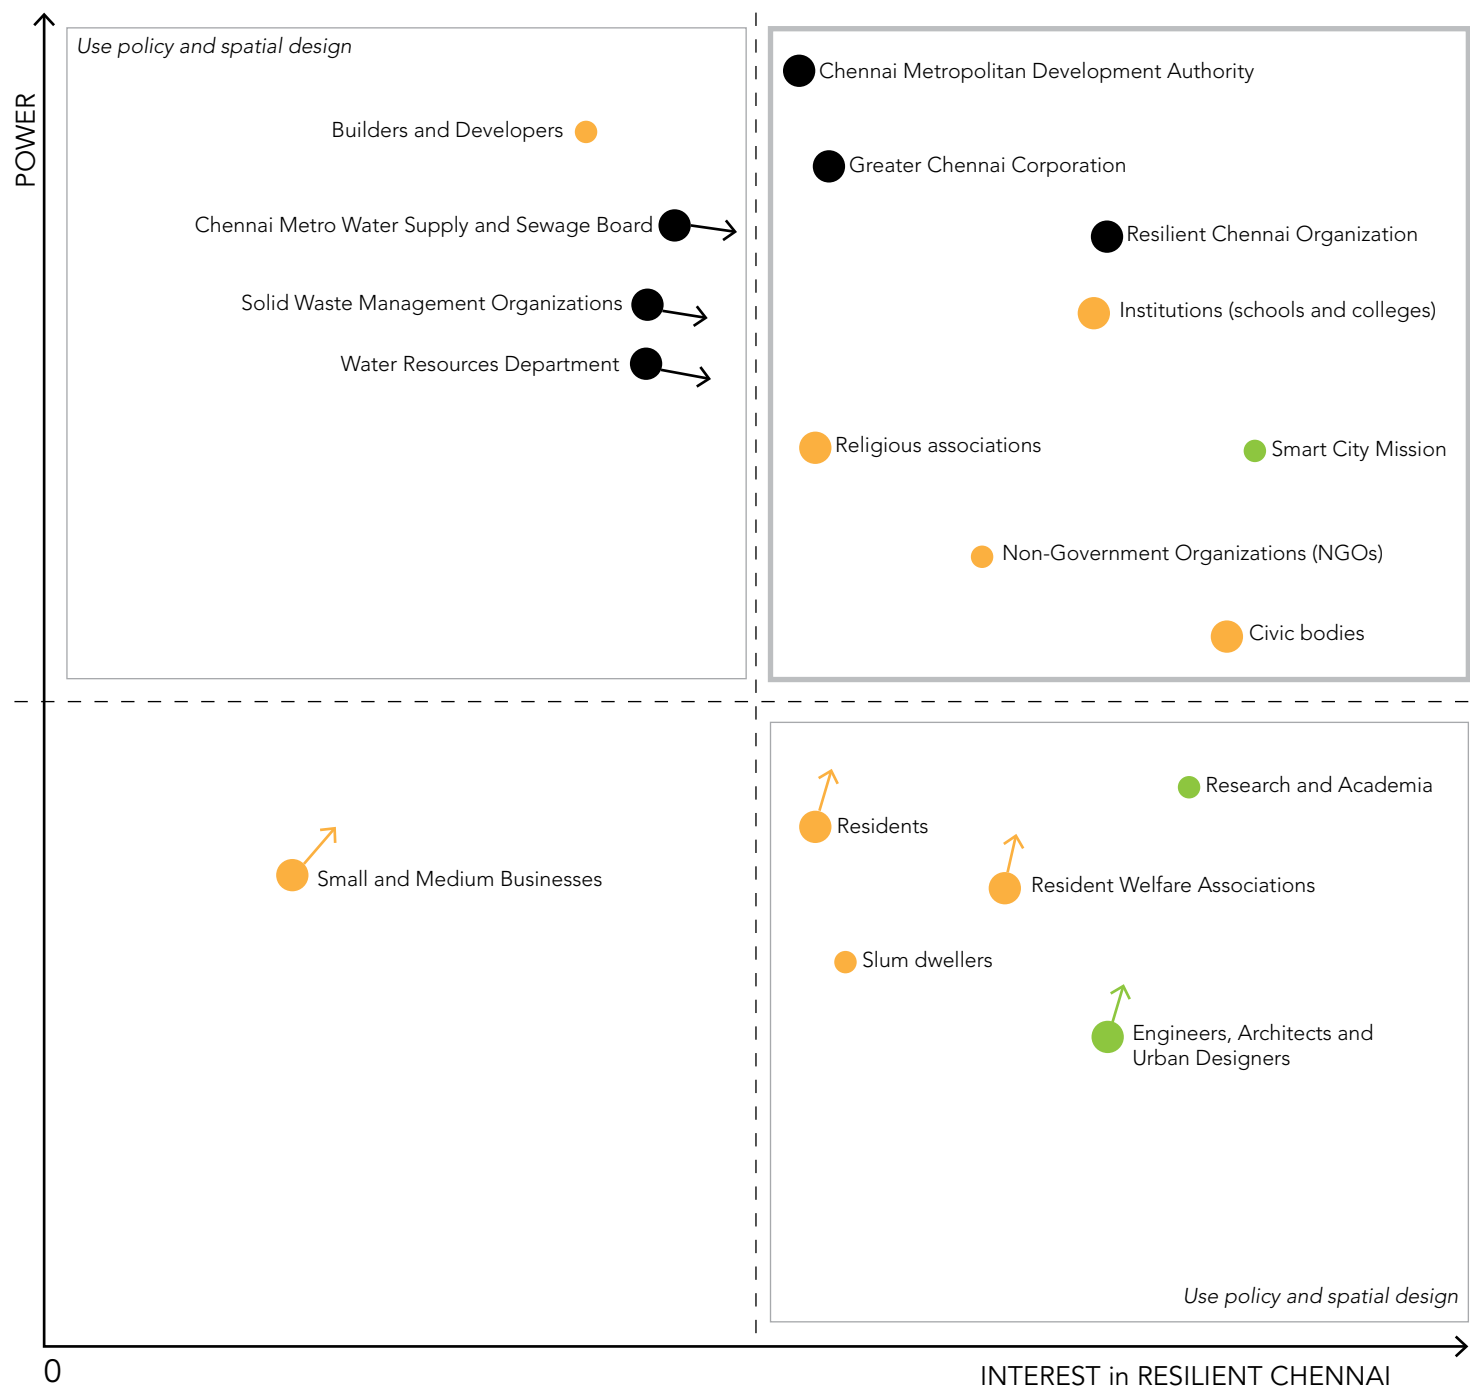 POWER
Use policy and spatial design
Builders and Developers
Chennai Metro Water Supply and Sewage Board
Solid Waste Management Organizations
Water Resources Department
Chennai Metropolitan Development Authority
Greater Chennai Corporation
Resilient Chennai Organization
Institutions (schools and colleges)
Religious associations
Smart City Mission
Non-Government Organizations (NGOs)
Civic bodies
Small and Medium Businesses
Research and Academia
Residents
Resident Welfare Associations
Slum dwellers
Engineers, Architects and
Urban Designers
Use policy and spatial design
0
INTEREST in RESILIENT CHENNAI